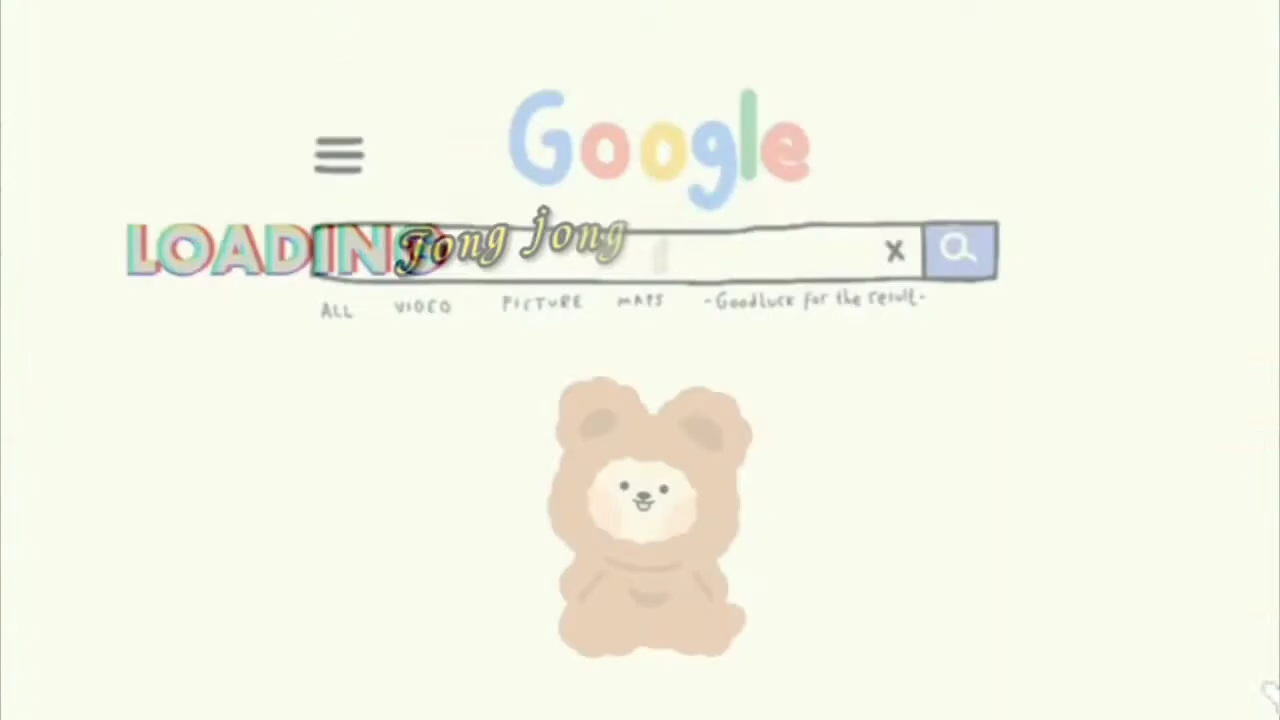 Google
LOADING
Jong jong
x
ALL VIDEO PICTURE MAPS -Goodluck for the result-